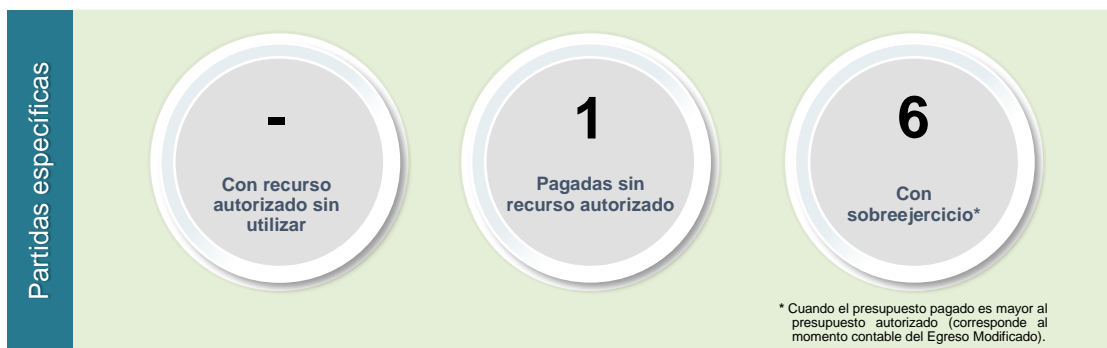 Partidas específicas
-
Con recurso
autorizado sin
utilizar
1
Pagadas sin
recurso autorizado
6
Con
sobreejercicio*
* Cuando el presupuesto pagado es mayor al
presupuesto autorizado (corresponde al
momento contable del Egreso Modificado).